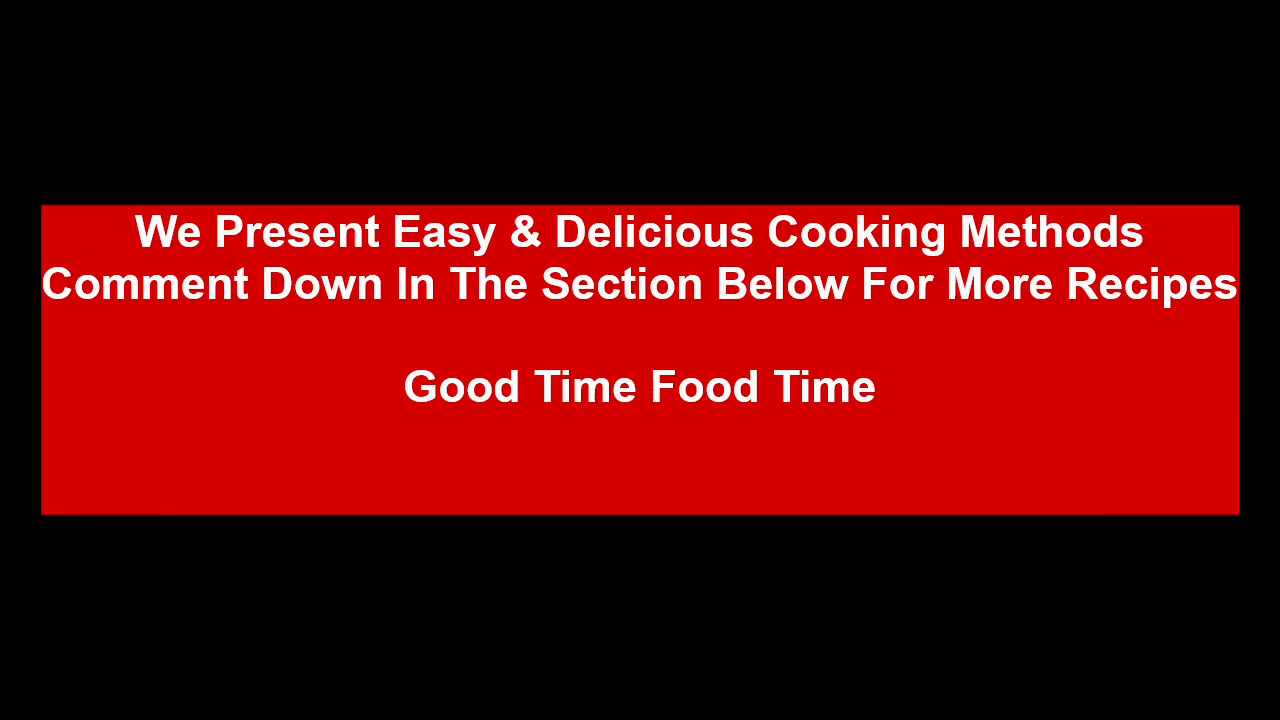 We Present Easy & Delicious Cooking Methods
Comment Down In The Section Below For More Recipes
Good Time Food Time